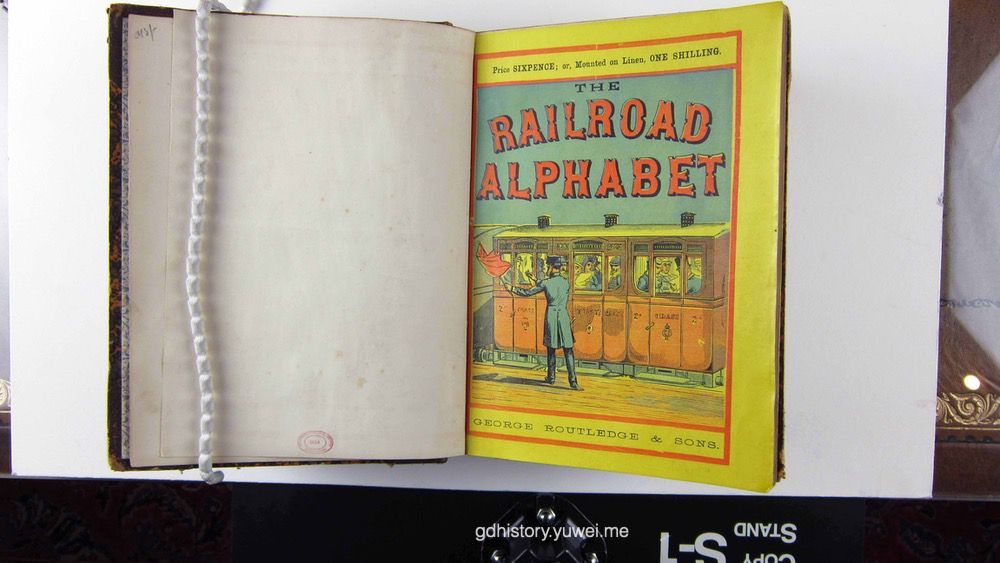 Price SIXPENCE; or, Mounted on Linen, ONE SHILLING.
THE
RAILROAD
ALPHABET
GEORGE ROUTLEDGE & SONS.
gdhistory.yuwei.me
COPY
STAND
S-1